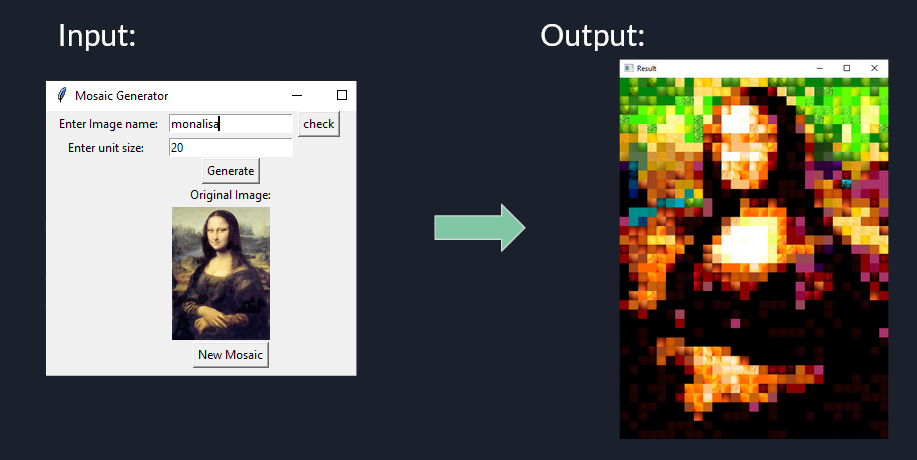 Input:
Output:
Mosaic Generator
Enter Image name: monalisa check
Enter unit size: 20
Generate
Original Image:
New Mosaic
Result